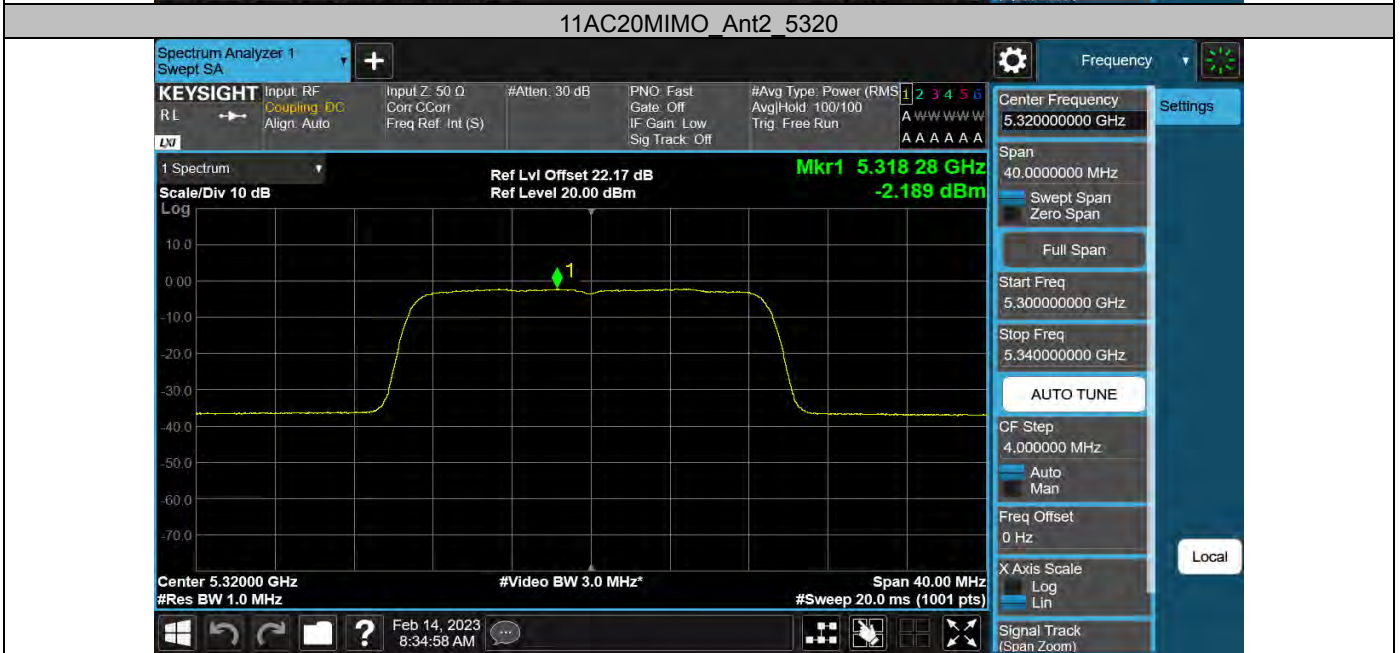 11AC20MIMO_Ant2_5320
Spectrum Analyzer 1
Swept SA
Frequency
KEYSIGHT
R L
LXI
Input: RF
Coupling: DC
Align: Auto
Input Z: 50 Ω
Corr CCorr
Freq Ref: Int (S)
#Atten: 30 dB
PNO: Fast
Gate: Off
IF Gain: Low
Sig Track: Off
#Avg Type: Power (RMS
Avg|Hold: 100/100
Trig: Free Run
1 2 3 4 5 6
A W W W W W
A A A A A A
Center Frequency
5.320000000 GHz
Settings
1 Spectrum
Scale/Div 10 dB
Log
Ref Lvl Offset 22.17 dB
Ref Level 20.00 dBm
Mkr1 5.318 28 GHz
-2.189 dBm
10.0
0.00
-10.0
-20.0
-30.0
-40.0
-50.0
-60.0
-70.0
1
Center 5.32000 GHz
#Res BW 1.0 MHz
#Video BW 3.0 MHz*
Span 40.00 MHz
#Sweep 20.0 ms (1001 pts)
Span
40.0000000 MHz
Swept Span
Zero Span
Full Span
Start Freq
5.300000000 GHz
Stop Freq
5.340000000 GHz
AUTO TUNE
CF Step
4.000000 MHz
Auto
Man
Freq Offset
0 Hz
X Axis Scale
Log
Lin
Signal Track
(Span Zoom)
Local
?
Feb 14, 2023
8:34:58 AM